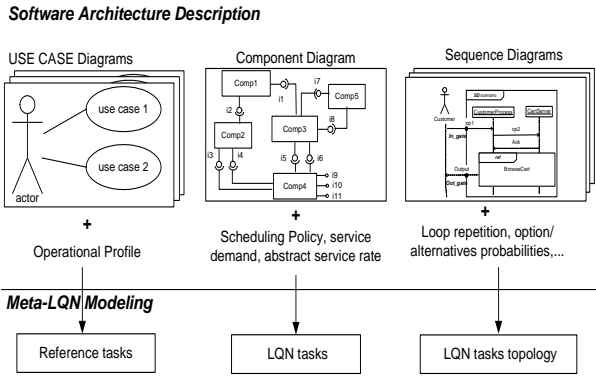 Software Architecture Description
USE CASE Diagrams
Component Diagram
Sequence Diagrams
use case 1
use case 2
actor
Comp1
i1
i7
Comp5
i2
i8
Comp2
Comp3
i3
i4
i5
i6
Comp4
i9
i10
i11
SD scenario
Customer
CustomerProcess
CartServer
op1
In_gate
op2
Ack
ref
Output
BrowseCart
Out_gate
+
+
+
Operational Profile
Scheduling Policy, service
demand, abstract service rate
Loop repetition, option/
alternatives probabilities,...
Meta-LQN Modeling
Reference tasks
LQN tasks
LQN tasks topology